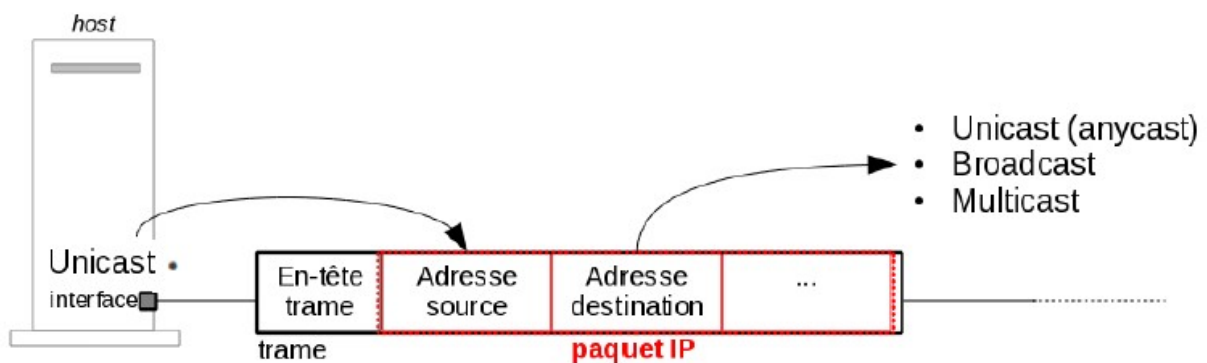 host
• Unicast (anycast)
• Broadcast
• Multicast
Unicast •
interface
En-tête
trame
Adresse
source
Adresse
destination
...
trame
paquet IP